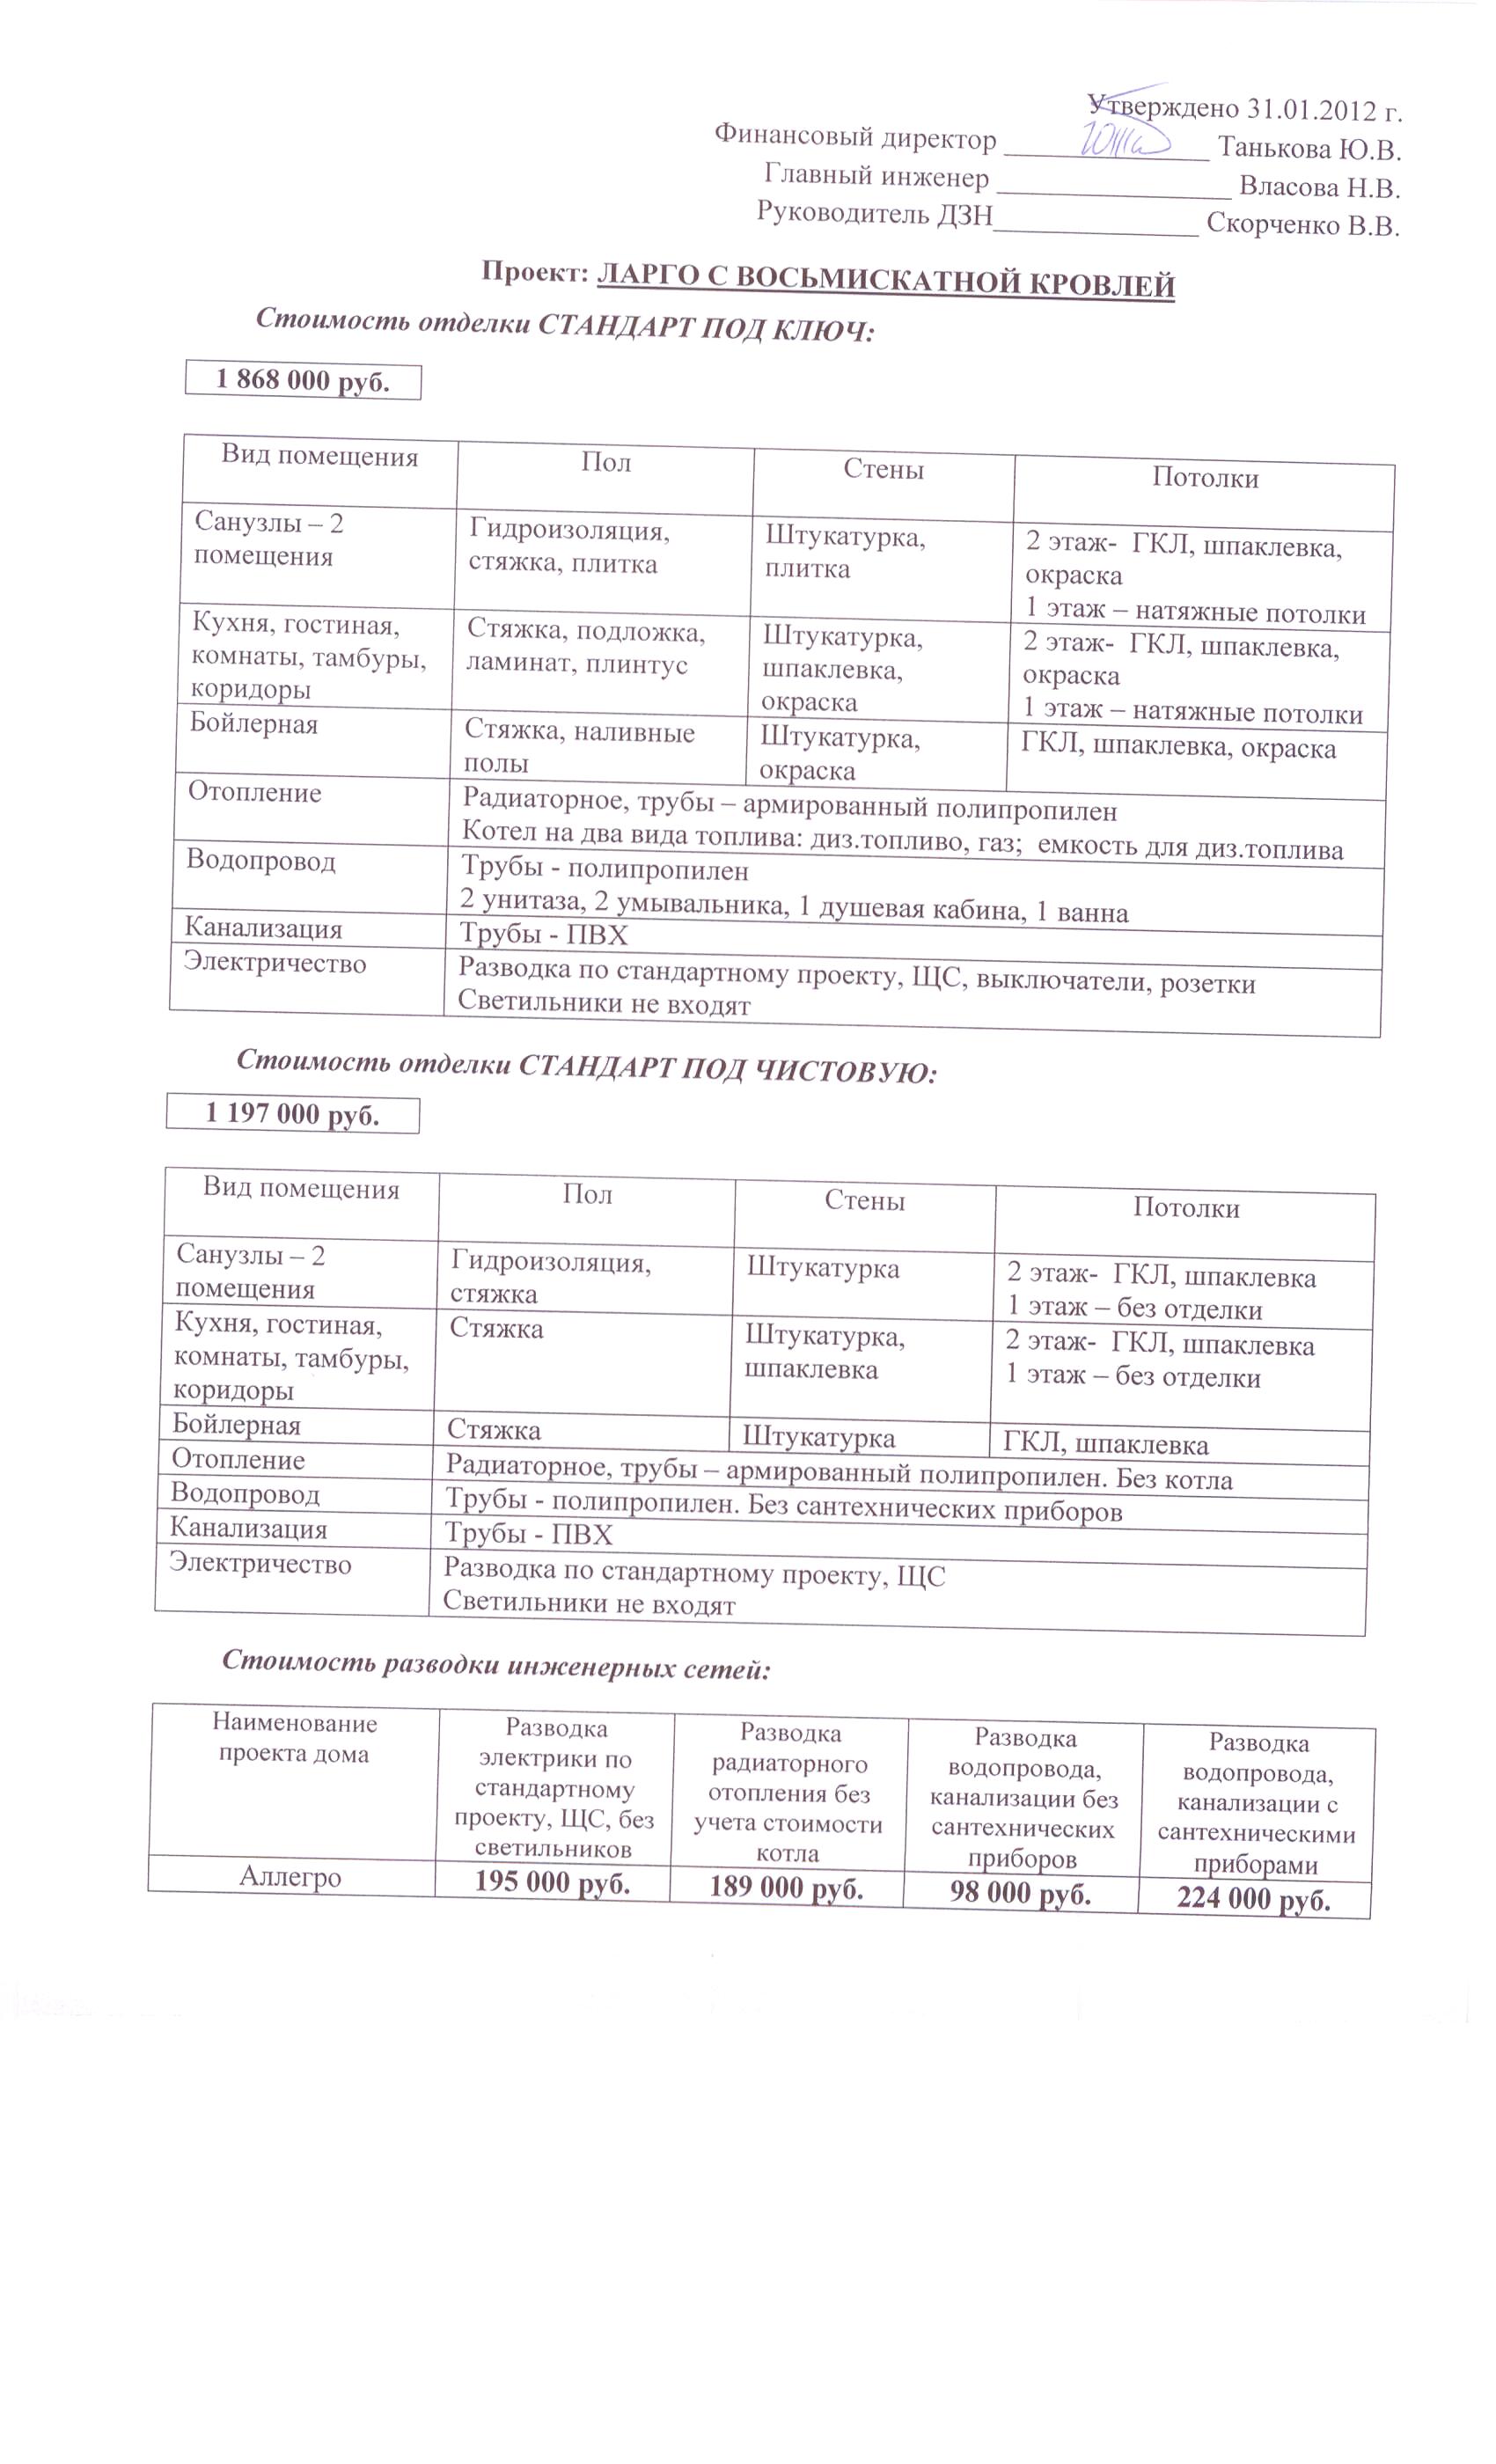 Утверждено 31.01.2012 г.
Финансовый директор ______________ Танькова Ю.В.
Главный инженер ________________ Власова Н.В.
Руководитель ДЗН______________ Скорченко В.В.
Проект: ЛАРГО С ВОСЬМИСКАТНОЙ КРОВЛЕЙ
Стоимость отделки СТАНДАРТ ПОД КЛЮЧ:
1 868 000 руб.
Вид помещения
Пол
Стены
Потолки
Санузлы – 2
помещения
Гидроизоляция,
стяжка, плитка
Штукатурка,
плитка
2 этаж- ГКЛ, шпаклевка,
окраска
1 этаж – натяжные потолки
Кухня, гостиная,
комнаты, тамбуры,
коридоры
Стяжка, подложка,
ламинат, плинтус
Штукатурка,
шпаклевка,
окраска
2 этаж- ГКЛ, шпаклевка,
окраска
1 этаж – натяжные потолки
Бойлерная
Стяжка, наливные
полы
Штукатурка,
окраска
ГКЛ, шпаклевка, окраска
Отопление
Радиаторное, трубы – армированный полипропилен
Котел на два вида топлива: диз.топливо, газ; емкость для диз.топлива
Водопровод
Трубы - полипропилен
2 унитаза, 2 умывальника, 1 душевая кабина, 1 ванна
Канализация
Трубы - ПВХ
Электричество
Разводка по стандартному проекту, ЩС, выключатели, розетки
Светильники не входят
Стоимость отделки СТАНДАРТ ПОД ЧИСТОВУЮ:
1 197 000 руб.
Вид помещения
Пол
Стены
Потолки
Санузлы – 2
помещения
Гидроизоляция,
стяжка
Штукатурка
2 этаж- ГКЛ, шпаклевка
1 этаж – без отделки
Кухня, гостиная,
комнаты, тамбуры,
коридоры
Стяжка
Штукатурка,
шпаклевка
2 этаж- ГКЛ, шпаклевка
1 этаж – без отделки
Бойлерная
Стяжка
Штукатурка
ГКЛ, шпаклевка
Отопление
Радиаторное, трубы – армированный полипропилен. Без котла
Водопровод
Трубы - полипропилен. Без сантехнических приборов
Канализация
Трубы - ПВХ
Электричество
Разводка по стандартному проекту, ЩС
Светильники не входят
Стоимость разводки инженерных сетей:
Наименование
проекта дома
Разводка
электрики по
стандартному
проекту, ЩС, без
светильников
Разводка
радиаторного
отопления без
учета стоимости
котла
Разводка
водопровода,
канализации без
сантехнических
приборов
Разводка
водопровода,
канализации с
сантехническими
приборами
Аллегро
195 000 руб.
189 000 руб.
98 000 руб.
224 000 руб.